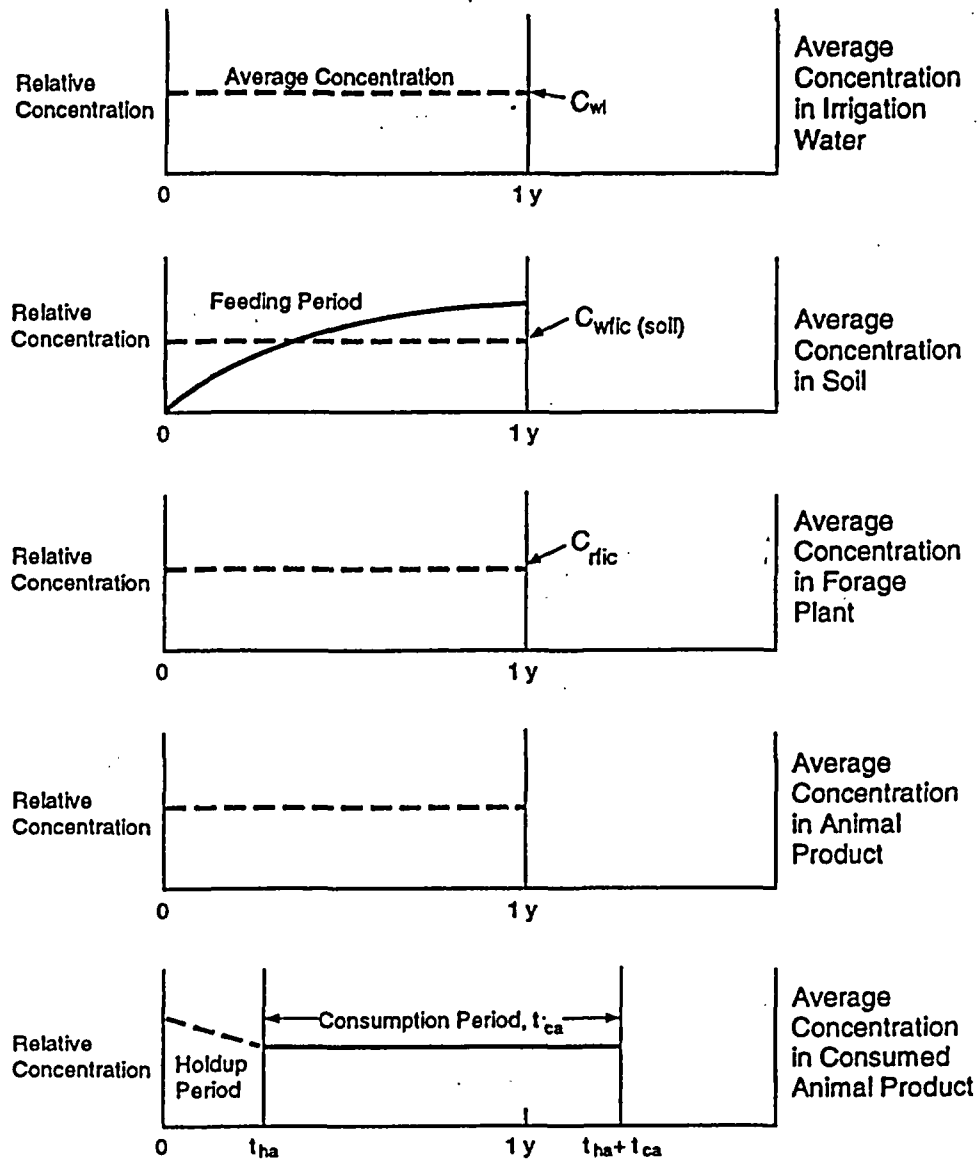 Relative
Concentration
Average Concentration
C_wl
0
1 y
Average
Concentration
in Irrigation
Water
Relative
Concentration
Feeding Period
C_wfic (soil)
0
1 y
Average
Concentration
in Soil
Relative
Concentration
C_rfic
0
1 y
Average
Concentration
in Forage
Plant
Relative
Concentration
0
1 y
Average
Concentration
in Animal
Product
Relative
Concentration
Holdup
Period
Consumption Period, t_ca
0
t_ha
1 y
t_ha + t_ca
Average
Concentration
in Consumed
Animal Product